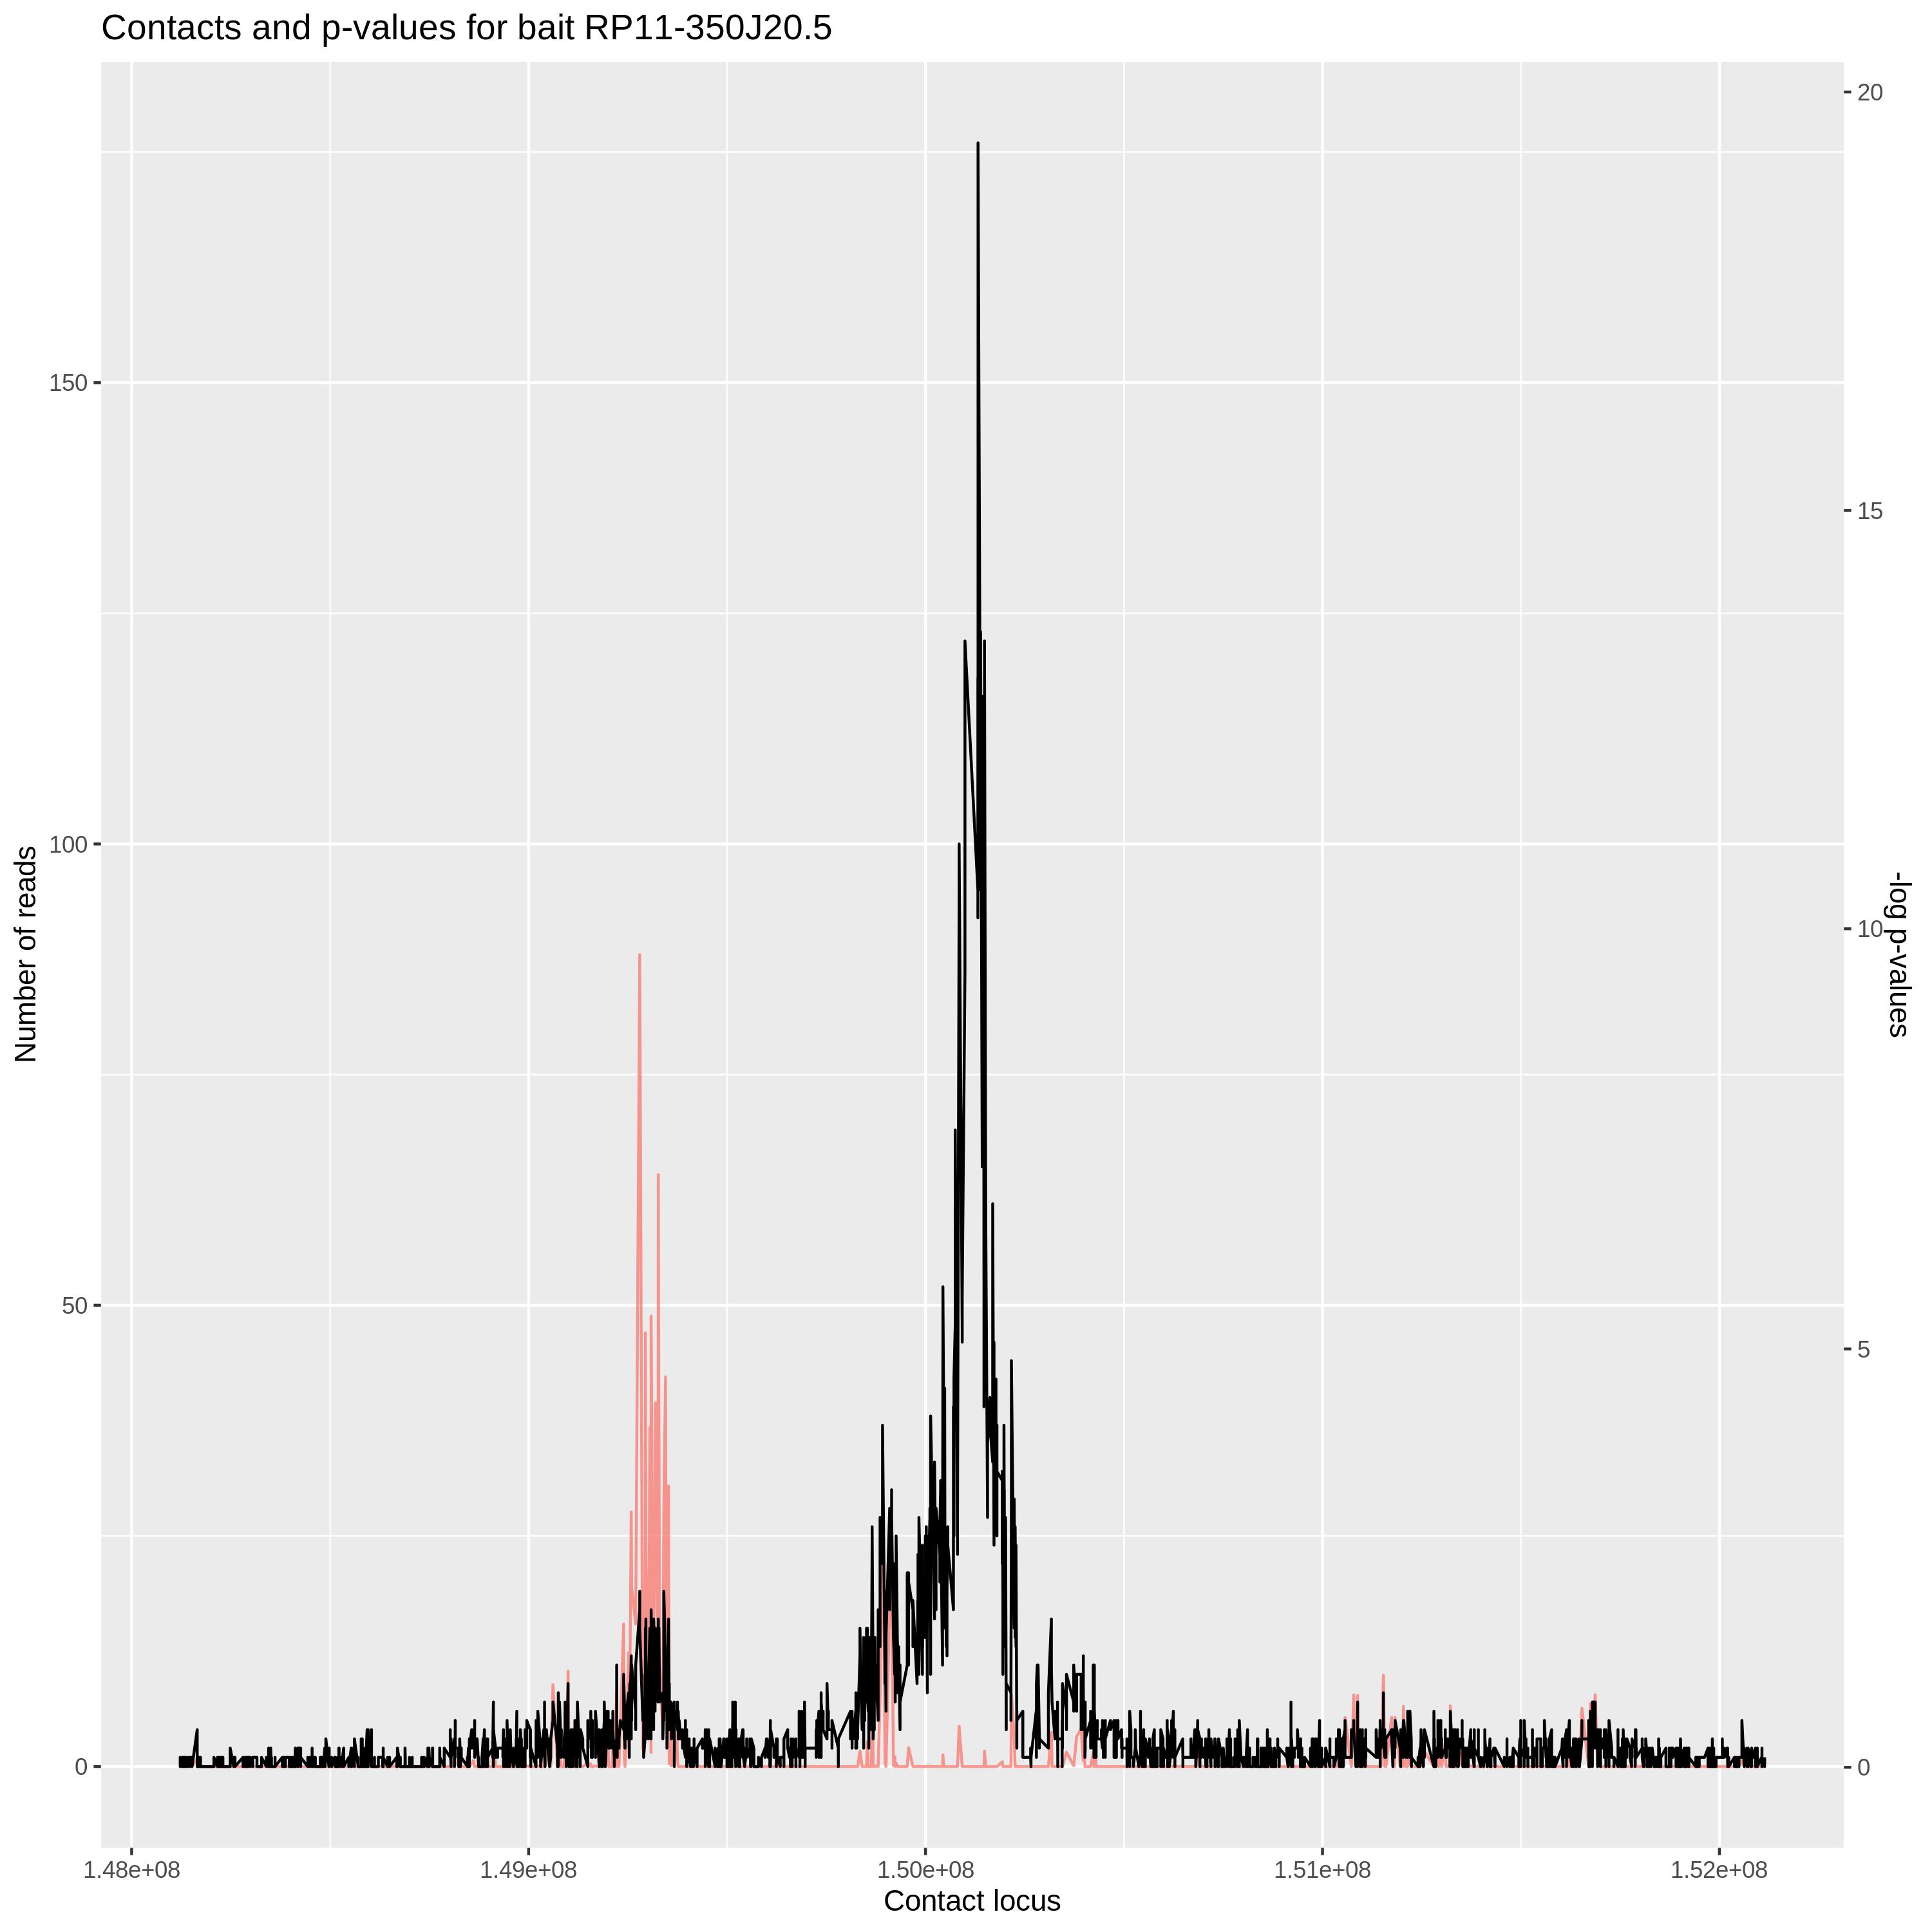 Contacts and p-values for bait RP11-350J20.5
20
150
15
100
10
50
5
0
0
Number of reads
-log p-values
1.48e+08
1.49e+08
1.50e+08
1.51e+08
1.52e+08
Contact locus